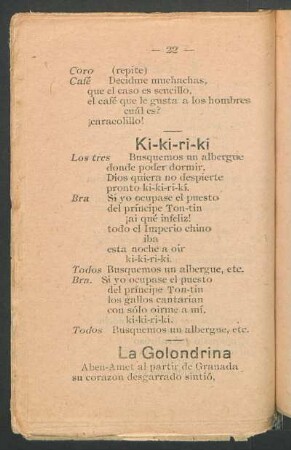 — 22 —
Coro (repite)
Café Decidme muchachas,
que el caso es sencillo,
el café que le gusta a los hombres
cuál es?
¡caracolillo!
Ki-ki-ri-ki
Los tres Busquemos un albergue
donde poder dormir,
Dios quiera no despierte
pronto ki-ki-ri-kí.
Bra Si yo ocupase el puesto
del príncipe Ton-tin
¡ai qué infeliz!
todo el Imperio chino
iba
esta noche a oir
ki-ki-ri-ki.
Todos Busquemos un albergue, etc.
Bra. Si yo ocupase el puesto
del príncipe Ton-tin
los gallos cantarían
con sólo oirme a mí.
ki-ki-ri-kí.
Todos Busquemos un albergue, etc.
La Golondrina
Aben-Amet al partir de Granada
su corazon desgarrado sintió,